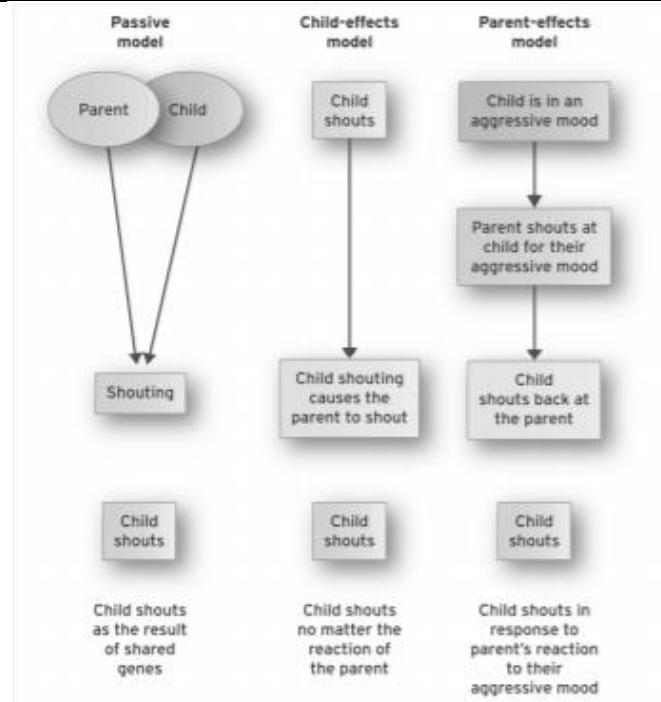 Passive
model
Child-effects
model
Parent-effects
model
Parent
Child
Child
shouts
Child is in an
aggressive mood
Parent shouts at
child for their
aggressive mood
Shouting
Child shouting
causes the
parent to shout
Child
shouts back at
the parent
Child
shouts
Child
shouts
Child
shouts
Child shouts
as the result
of shared
genes
Child shouts
no matter the
reaction of
the parent
Child shouts in
response to
parent's reaction
to their
aggressive mood